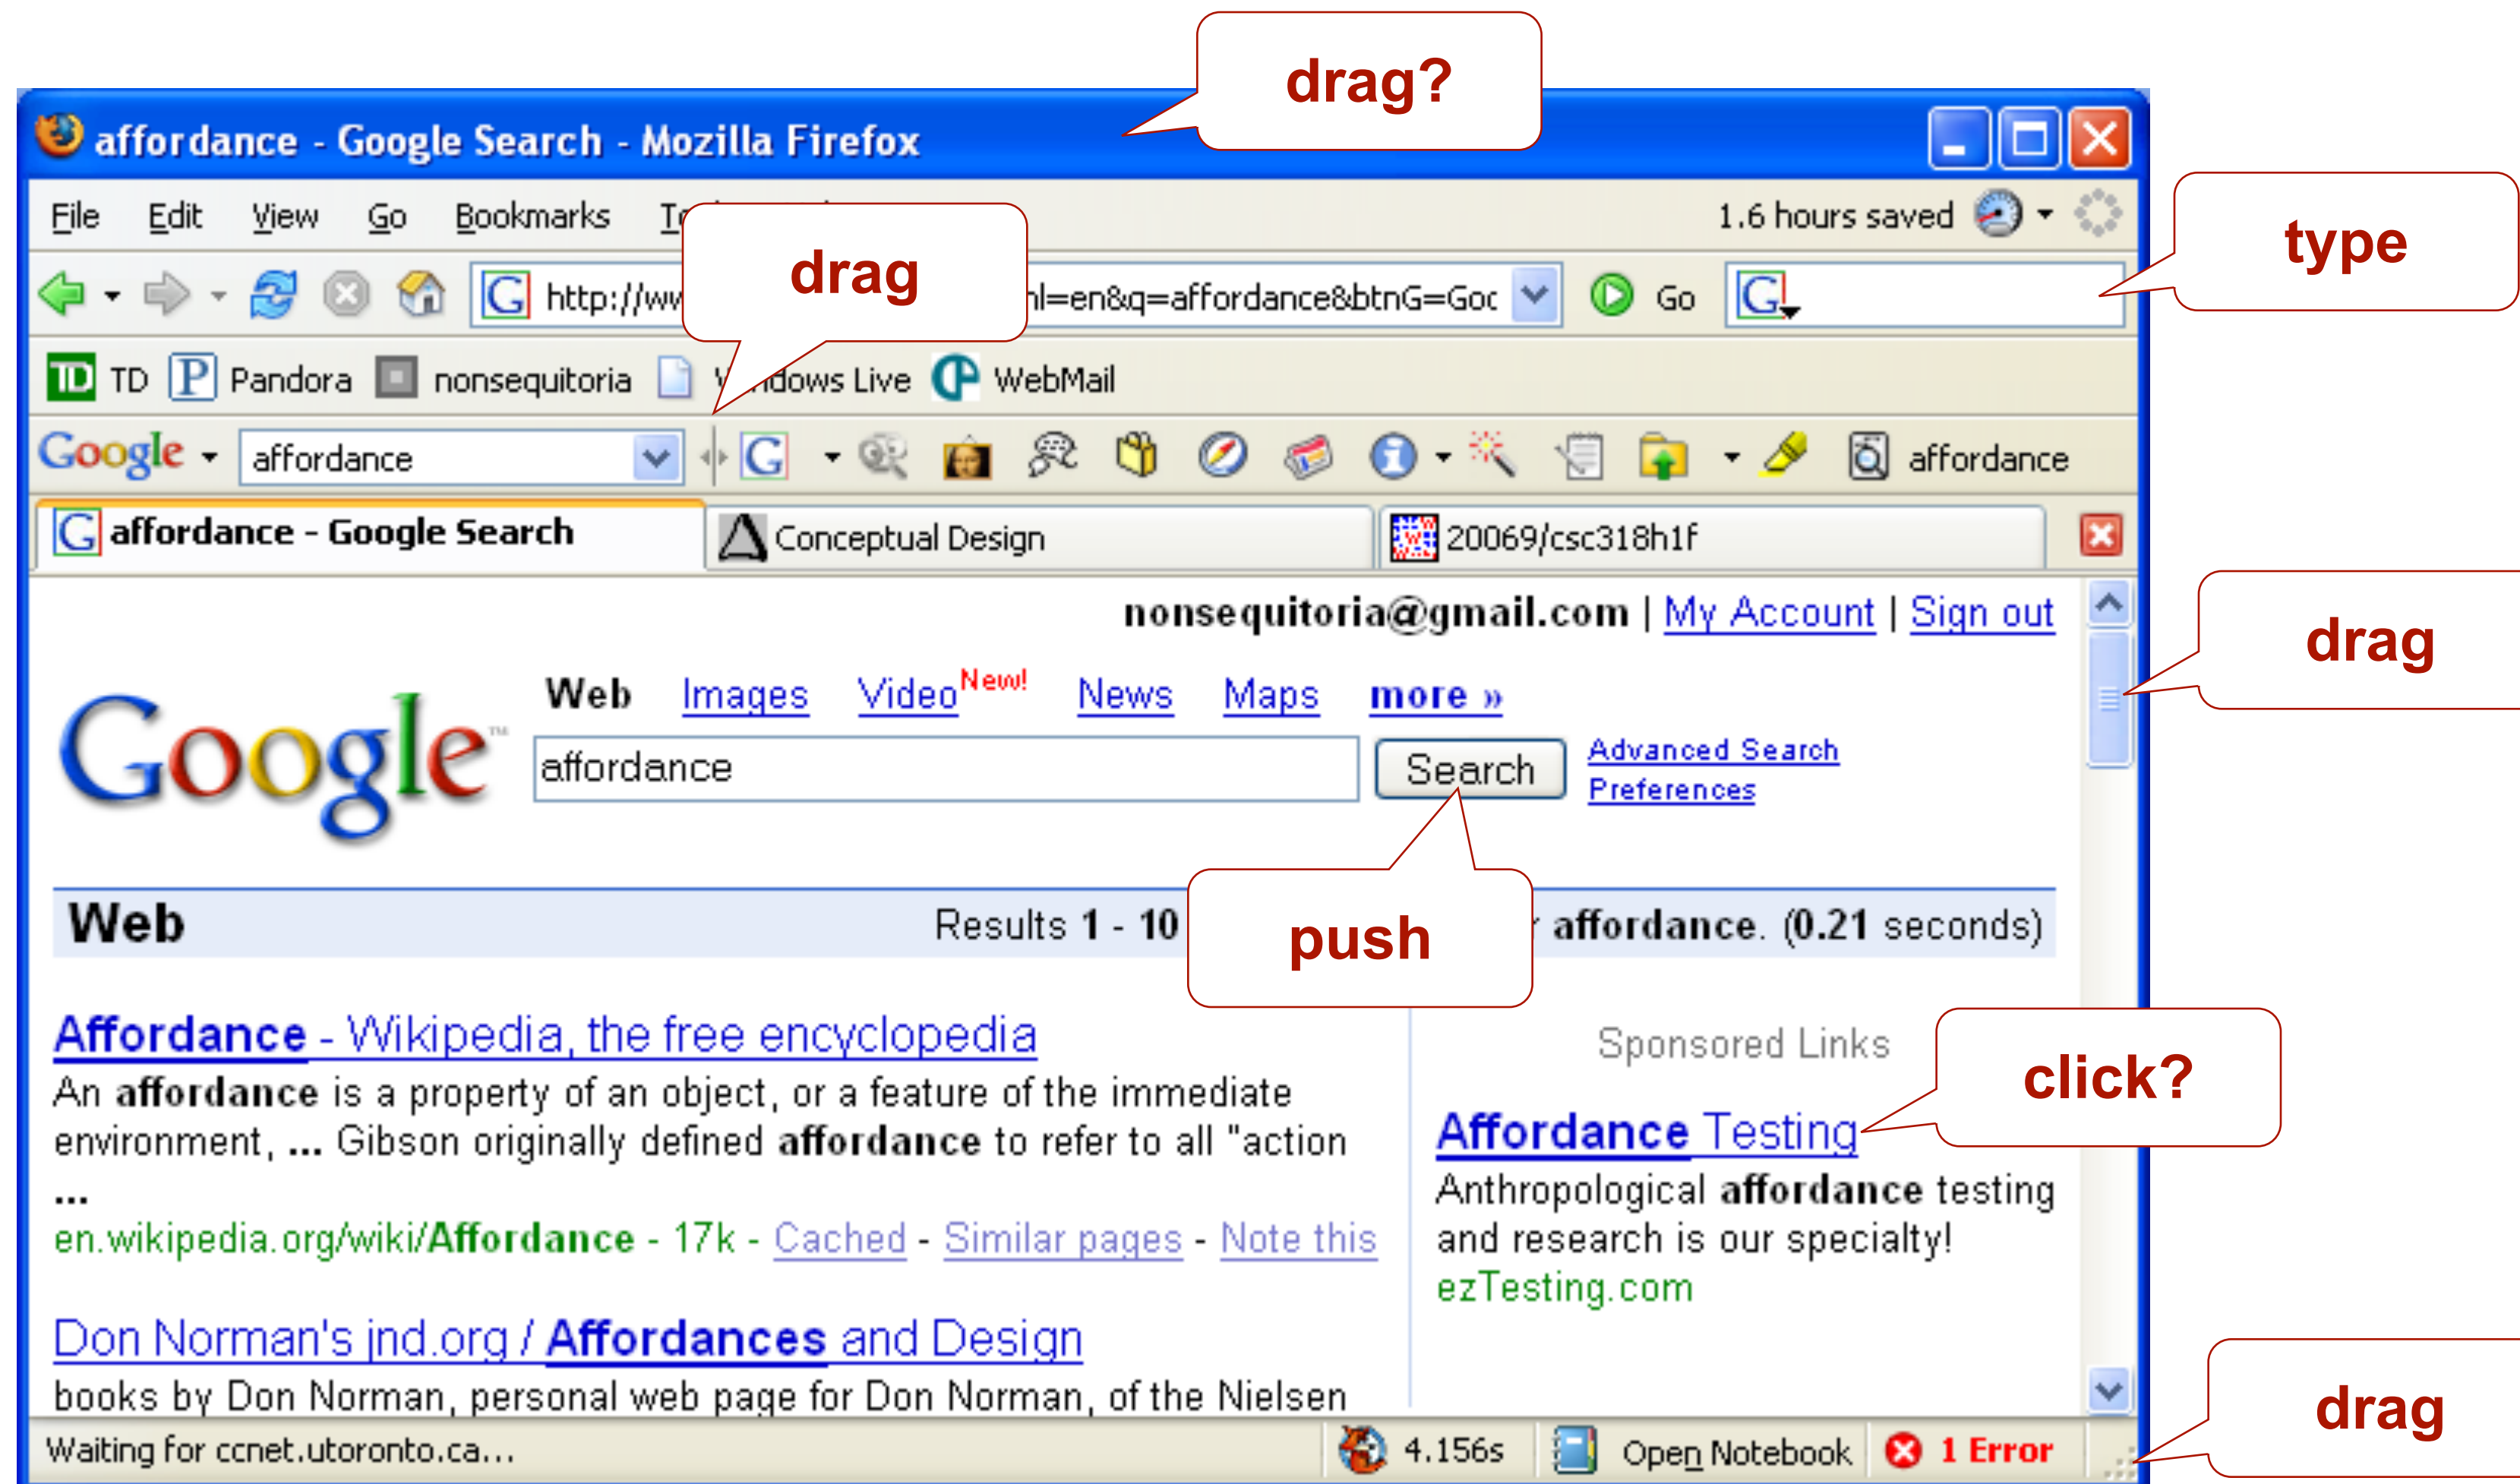 drag?
affordance - Google Search - Mozilla Firefox
File Edit View Go Bookmarks
1.6 hours saved
type
drag
http://ww
hl=en&q=affordance&btnG=Goo
Go
TD TD P Pandora nonsequitoria Windows Live WebMail
Google affordance
G
affordance
G affordance - Google Search
Conceptual Design
20069/csc318h1f
nonsequitoria@gmail.com | My Account | Sign out
drag
Google™
Web Images Video New! News Maps more »
affordance
Search
Advanced Search
Preferences
push
Web
Results 1 - 10
affordance. (0.21 seconds)
Affordance - Wikipedia, the free encyclopedia
An affordance is a property of an object, or a feature of the immediate
environment, ... Gibson originally defined affordance to refer to all "action
...
en.wikipedia.org/wiki/Affordance - 17k - Cached - Similar pages - Note this
Don Norman's jnd.org / Affordances and Design
books by Don Norman, personal web page for Don Norman, of the Nielsen
Sponsored Links
click?
Affordance Testing
Anthropological affordance testing
and research is our specialty!
ezTesting.com
drag
Waiting for ccnet.utoronto.ca...
4.156s
Open Notebook
1 Error